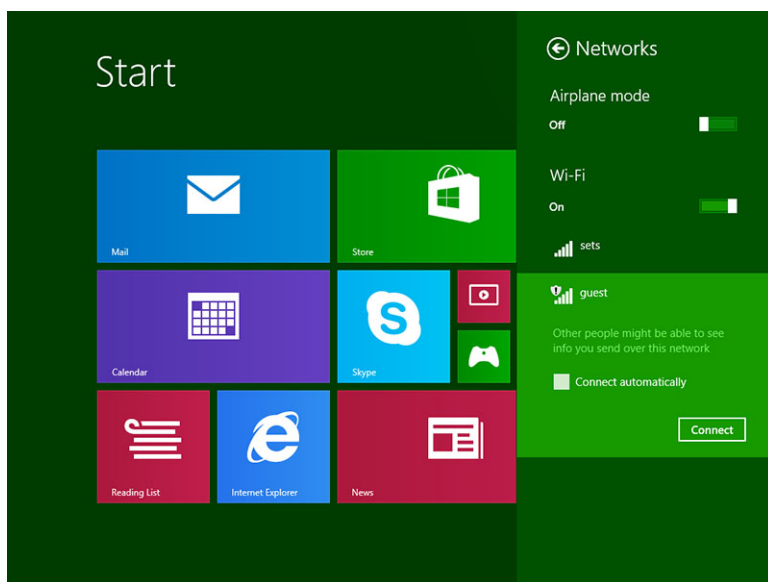 Start
Mail
Store
Calendar
Skype
Reading List
Internet Explorer
News
Networks
Airplane mode
Off
Wi-Fi
On
sets
guest
Other people might be able to see
info you send over this network
Connect automatically
Connect